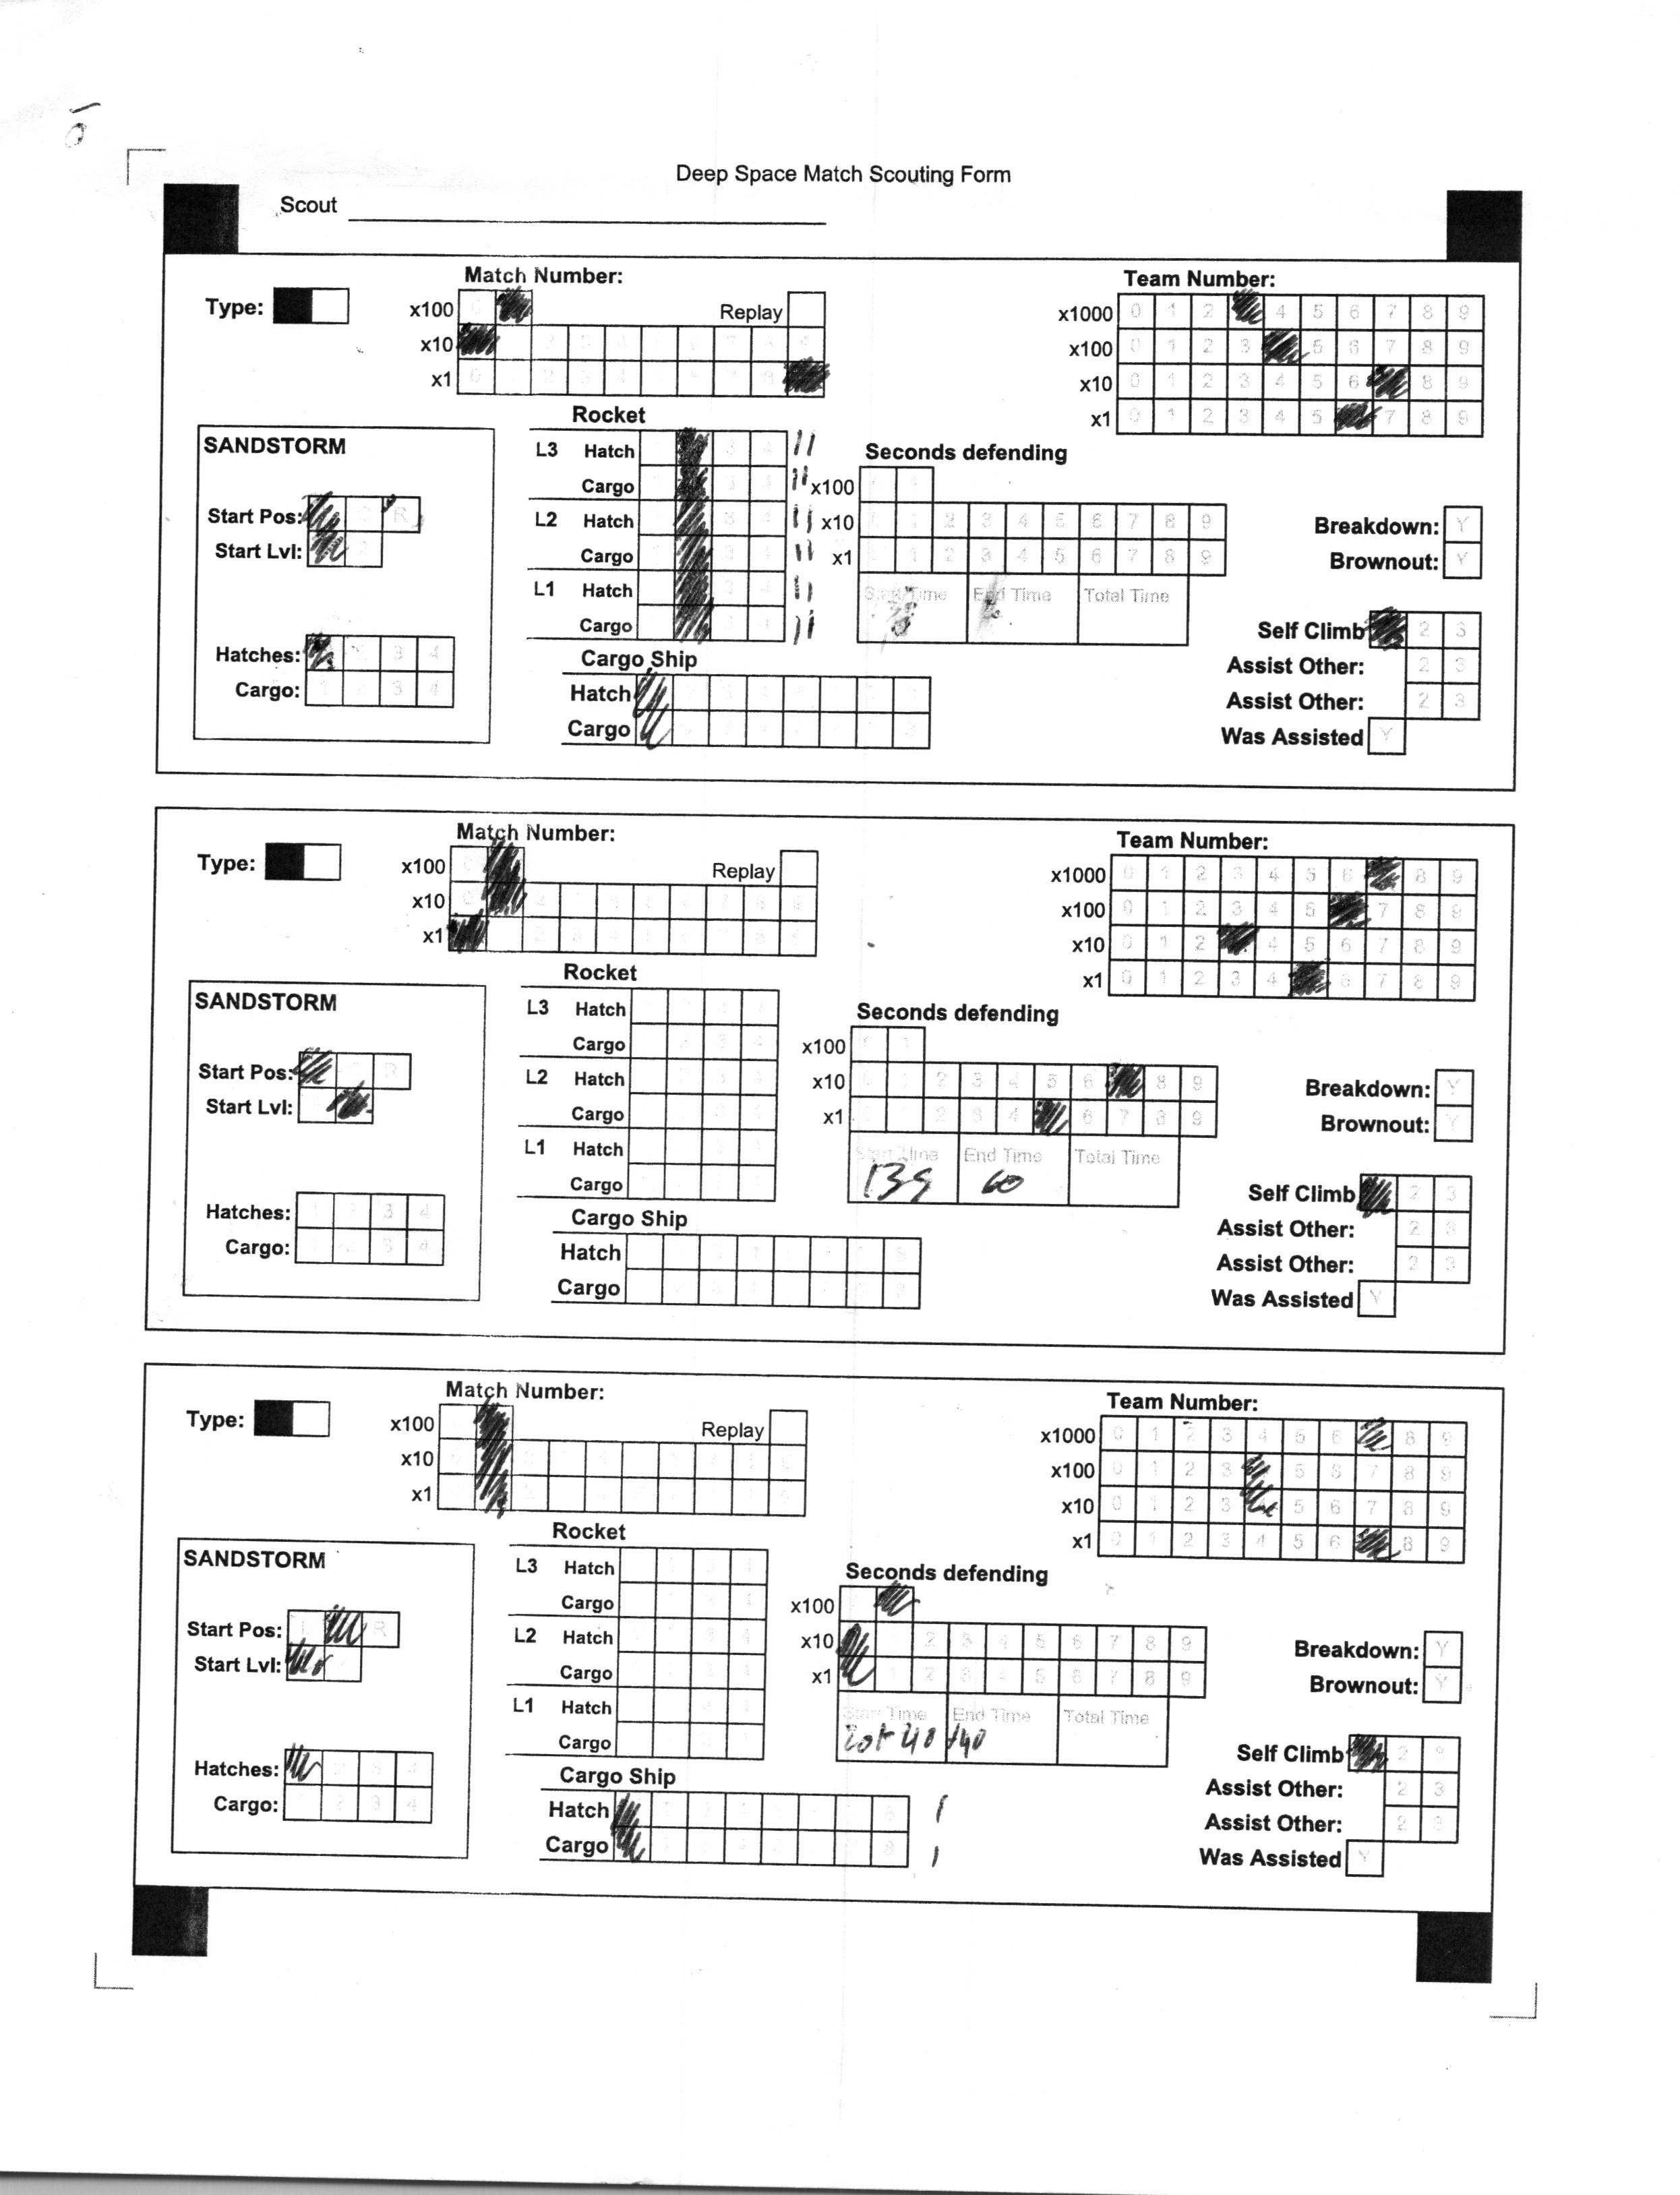 Deep Space Match Scouting Form
Scout
Match Number:
Team Number:
Type:
x100
Replay
x10
x1
x1000 0 1 2 4 5 6 7 8 9
x100 0 1 2 3 5 6 7 8 9
x10 0 1 2 3 4 5 6 8 9
x1 0 1 2 3 4 5 7 8 9
Rocket
SANDSTORM
L3 Hatch 3 4
Cargo 3 4
L2 Hatch 3 4
Cargo
L1 Hatch 3 4
Cargo
Start Pos: R
Start Lvl: 2
Hatches: 3 4
Cargo: 1 2 3 4
Seconds defending
x100
x10 1 2 3 4 5 6 7 8 9
x1 1 2 3 4 5 6 7 8 9
Start Time End Time Total Time
Cargo Ship
Hatch
Cargo
Breakdown: Y
Brownout: Y
Self Climb 2 3
Assist Other: 2 3
Assist Other: 2 3
Was Assisted Y
Match Number:
Team Number:
Type:
x100
Replay
x10
x1
x1000 0 1 2 3 4 5 6 8 9
x100 0 1 2 3 4 5 7 8 9
x10 0 1 2 4 5 6 7 8 9
x1 0 1 2 3 4 6 7 8 9
Rocket
SANDSTORM
L3 Hatch
Cargo
L2 Hatch
Cargo
L1 Hatch
Cargo
Start Pos: R
Start Lvl:
Hatches: 1 2 3 4
Cargo: 3 4
Seconds defending
x100
x10 1 2 3 4 5 6 8 9
x1 2 3 4 6 7 8 9
Start Time End Time Total Time
139 60
Cargo Ship
Hatch
Cargo
Breakdown: Y
Brownout: Y
Self Climb 2 3
Assist Other: 2 3
Assist Other: 2 3
Was Assisted Y
Match Number:
Team Number:
Type:
x100
Replay
x10
x1
x1000 0 1 2 3 4 5 6 8 9
x100 0 1 2 3 5 6 7 8 9
x10 0 1 2 3 5 6 7 8 9
x1 0 1 2 3 4 5 6 8 9
Rocket
SANDSTORM
L3 Hatch
Cargo
L2 Hatch
Cargo
L1 Hatch
Cargo
Start Pos: L R
Start Lvl:
Hatches: 2 3 4
Cargo: 2 3 4
Seconds defending
x100
x10 2 3 4 5 6 7 8 9
x1 1 2 3 4 5 6 7 8 9
Start Time End Time Total Time
Cargo Ship
Hatch
Cargo
Breakdown: Y
Brownout: Y
Self Climb 2 3
Assist Other: 2 3
Assist Other: 2 3
Was Assisted Y